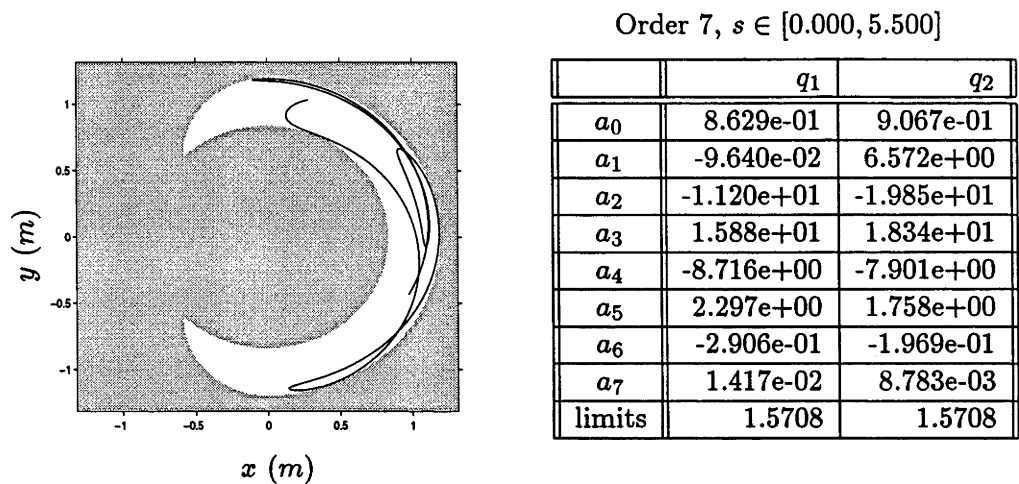 Order 7, s ∈ [0.000, 5.500]
q₁ q₂
a₀ 8.629e-01 9.067e-01
a₁ -9.640e-02 6.572e+00
a₂ -1.120e+01 -1.985e+01
a₃ 1.588e+01 1.834e+01
a₄ -8.716e+00 -7.901e+00
a₅ 2.297e+00 1.758e+00
a₆ -2.906e-01 -1.969e-01
a₇ 1.417e-02 8.783e-03
limits 1.5708 1.5708
y (m)
1
0.5
0
-0.5
-1
-1 -0.5 0 0.5 1
x (m)